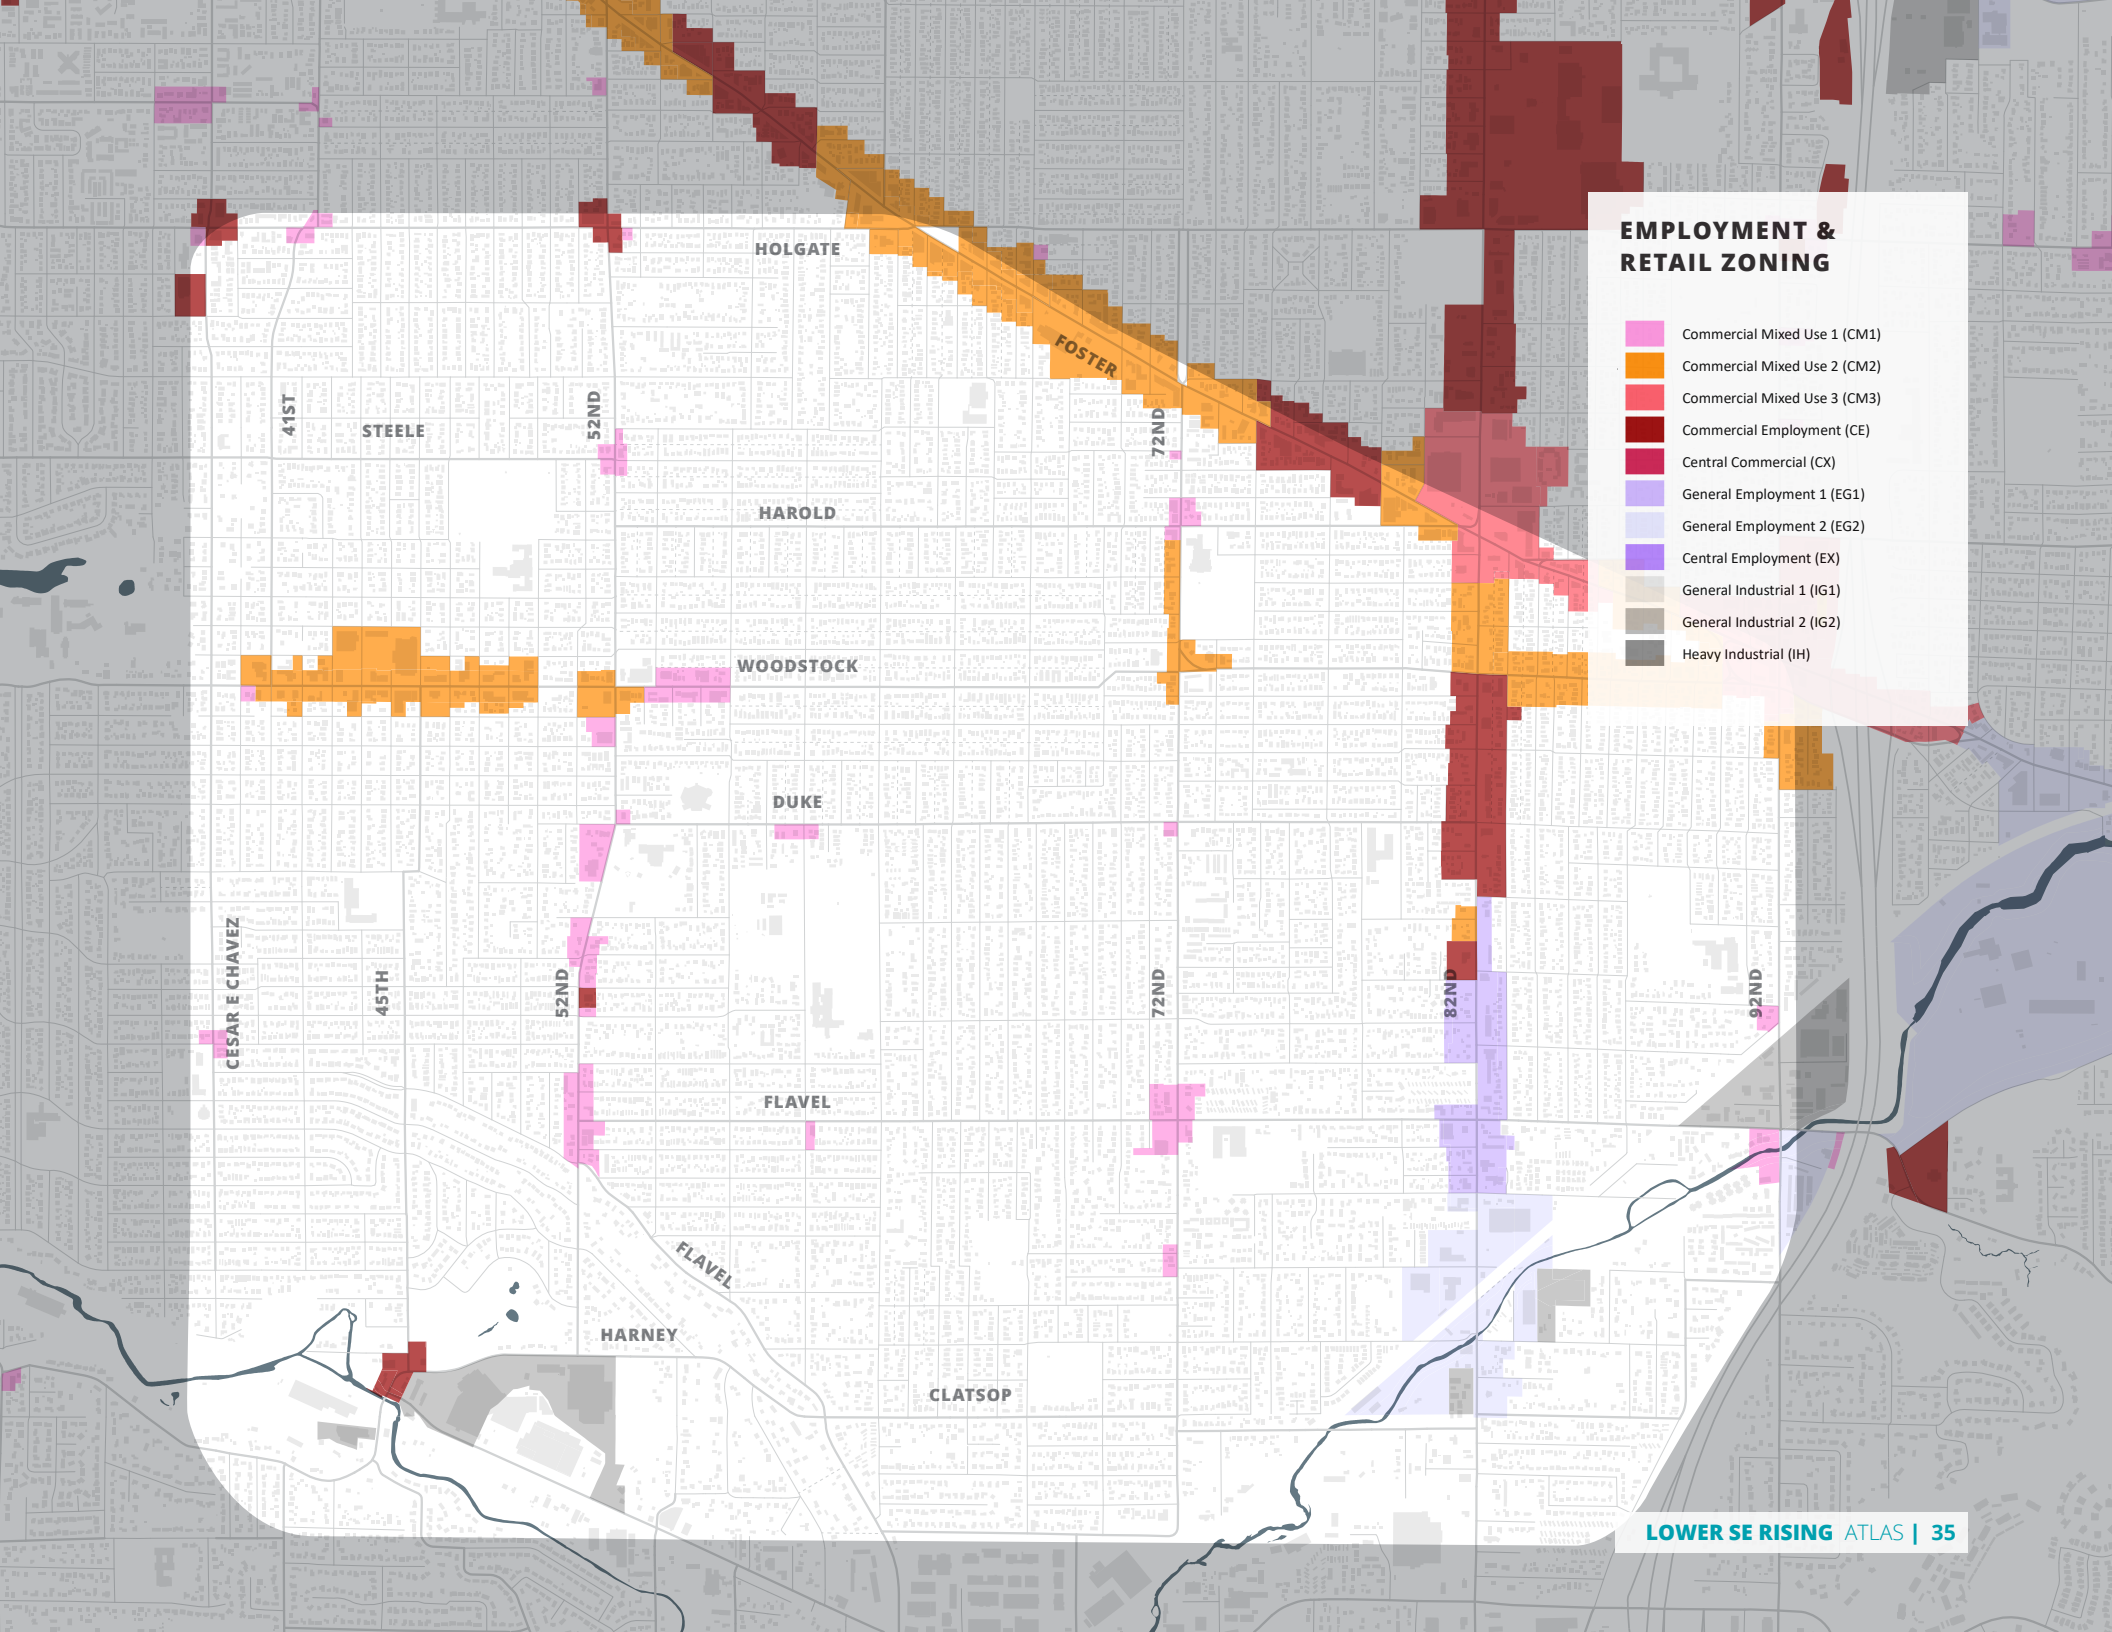 EMPLOYMENT &
RETAIL ZONING
Commercial Mixed Use 1 (CM1)
Commercial Mixed Use 2 (CM2)
Commercial Mixed Use 3 (CM3)
Commercial Employment (CE)
Central Commercial (CX)
General Employment 1 (EG1)
General Employment 2 (EG2)
Central Employment (EX)
General Industrial 1 (IG1)
General Industrial 2 (IG2)
Heavy Industrial (IH)
HOLGATE
FOSTER
41ST
52ND
72ND
STEELE
HAROLD
WOODSTOCK
DUKE
CESAR E CHAVEZ
45TH
52ND
72ND
82ND
92ND
FLAVEL
FLAVEL
HARNEY
CLATSOP
LOWER SE RISING ATLAS | 35